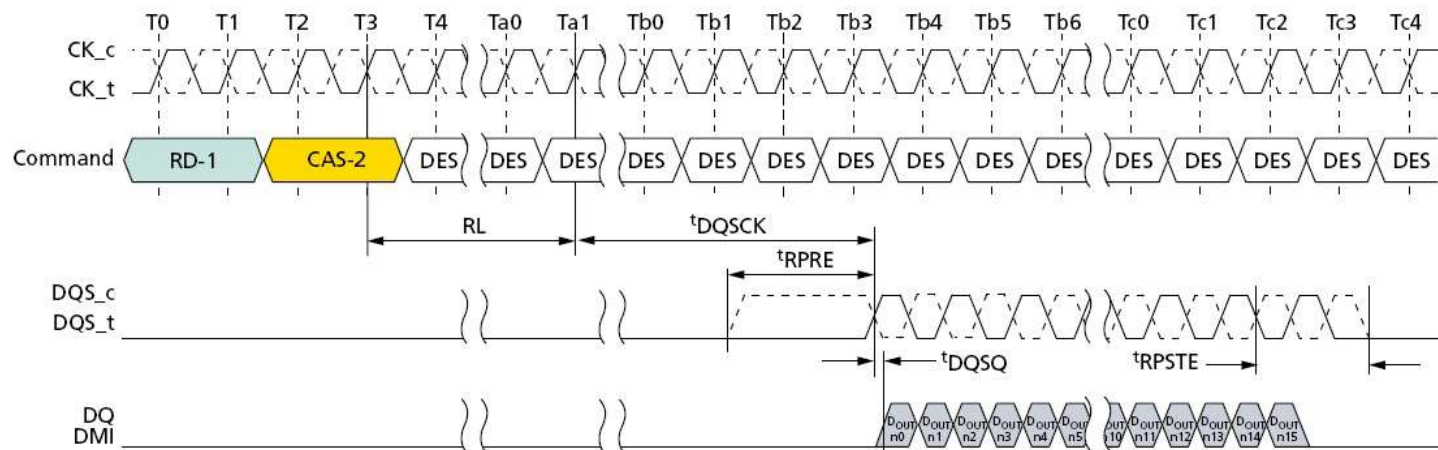 T0 T1 T2 T3 T4 Ta0 Ta1 Tb0 Tb1 Tb2 Tb3 Tb4 Tb5 Tb6 Tc0 Tc1 Tc2 Tc3 Tc4
CK_c
CK_t
Command RD-1 CAS-2 DES DES DES DES DES DES DES DES DES DES DES DES DES DES DES
RL tDQSCK
tRPRE
DQS_c
DQS_t
tDQSQ tRPSTE
DQ
DMI
DOUT n0 DOUT n1 DOUT n2 DOUT n3 DOUT n4 DOUT n5 DOUT n10 DOUT n11 DOUT n12 DOUT n13 DOUT n14 DOUT n15